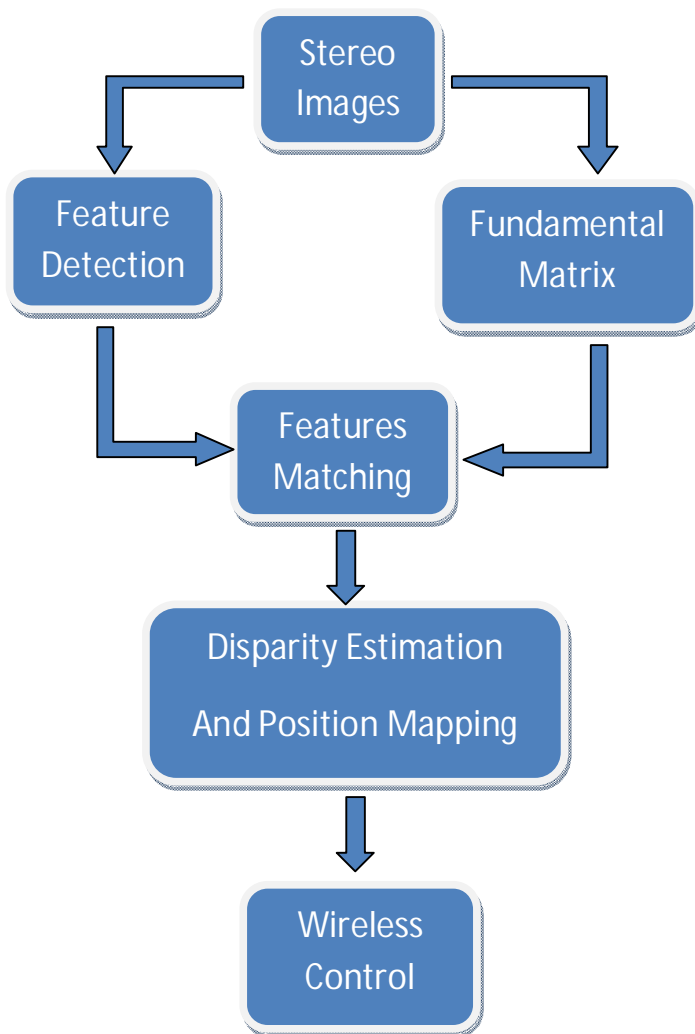 Stereo
Images
Feature
Detection
Fundamental
Matrix
Features
Matching
Disparity Estimation
And Position Mapping
Wireless
Control